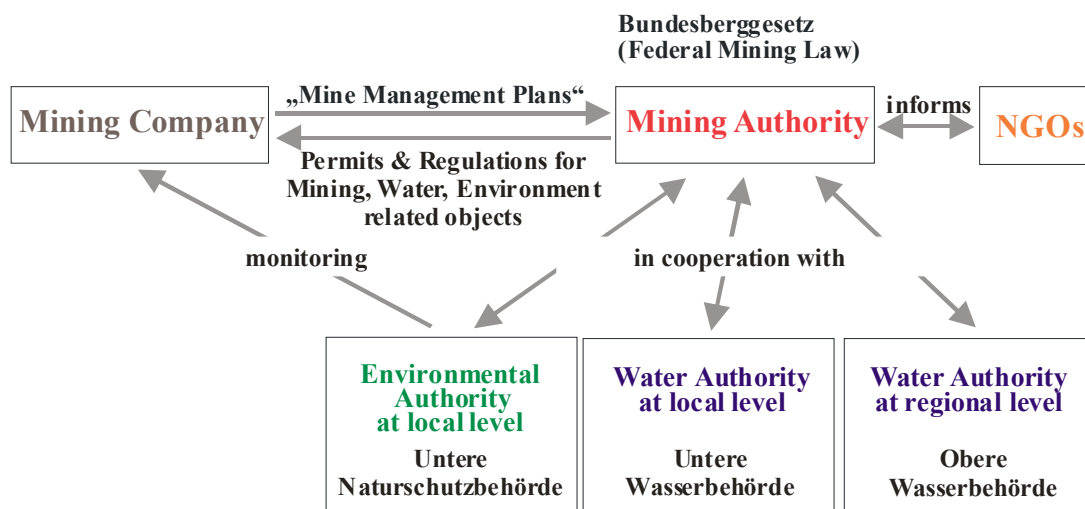 Bundesberggesetz
(Federal Mining Law)
Mining Company
„Mine Management Plans“
Mining Authority
informs
NGOs
Permits & Regulations for
Mining, Water, Environment
related objects
monitoring
in cooperation with
Environmental
Authority
at local level
Untere
Naturschutzbehörde
Water Authority
at local level
Untere
Wasserbehörde
Water Authority
at regional level
Obere
Wasserbehörde